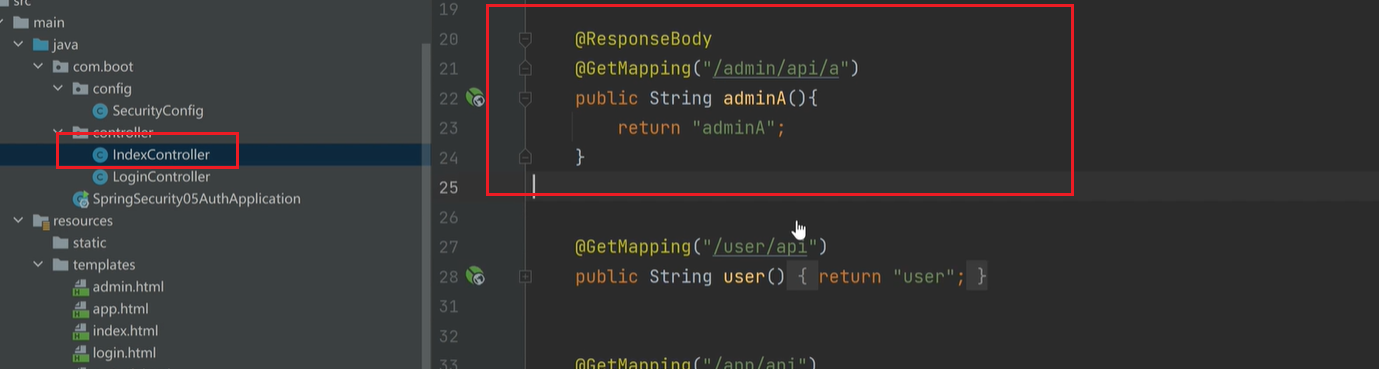 src
main
java
com.boot
config
SecurityConfig
controller
IndexController
LoginController
SpringSecurity05AuthApplication
resources
static
templates
admin.html
app.html
index.html
login.html
19
20 @ResponseBody
21 @GetMapping("/admin/api/a")
22 public String adminA(){
23 return "adminA";
24 }
25
26
27 @GetMapping("/user/api")
28 public String user() { return "user"; }
31
32
33 @GetMapping("/app/api")